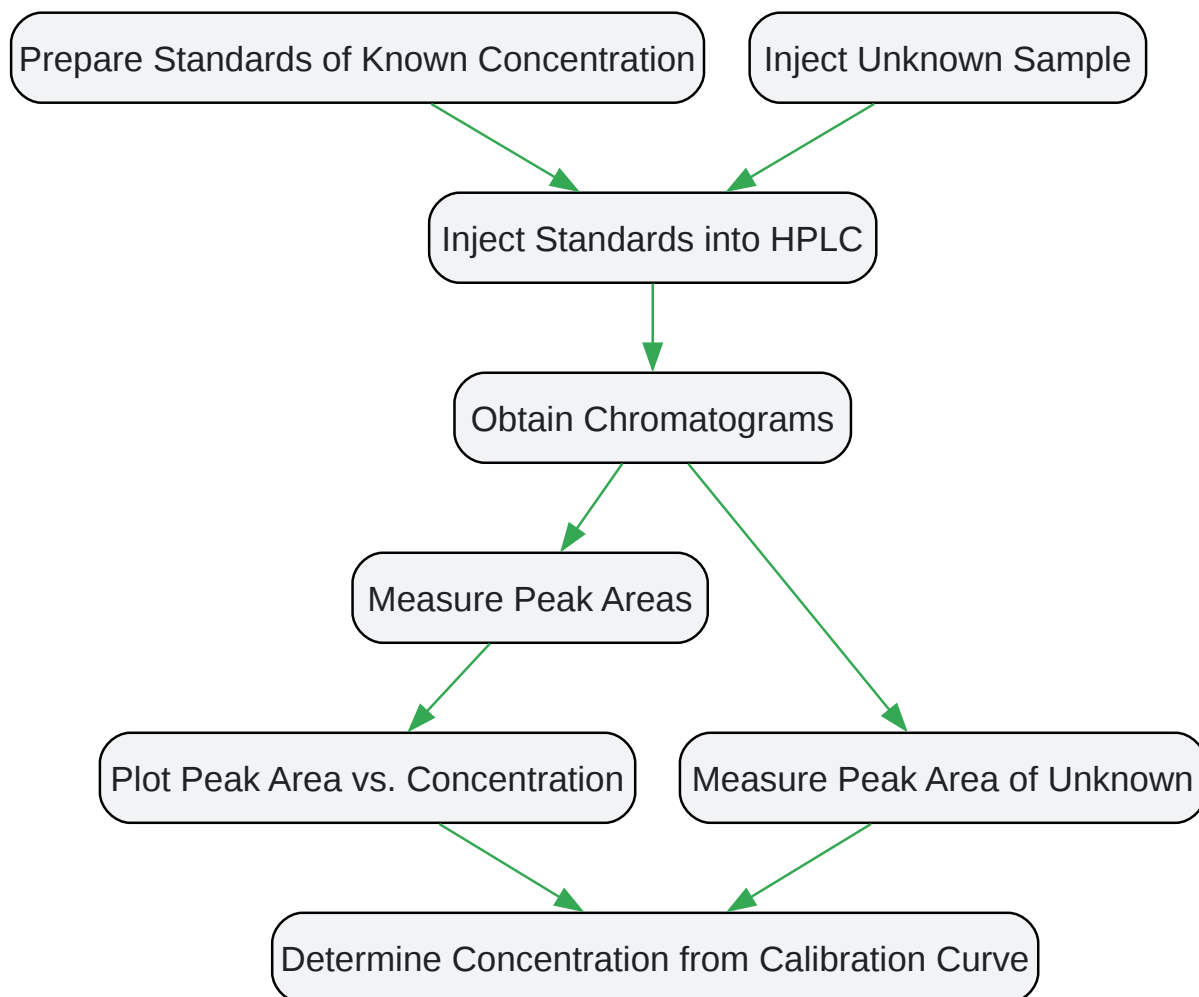 Prepare Standards of Known Concentration
Inject Unknown Sample
Inject Standards into HPLC
Obtain Chromatograms
Measure Peak Areas
Plot Peak Area vs. Concentration
Measure Peak Area of Unknown
Determine Concentration from Calibration Curve